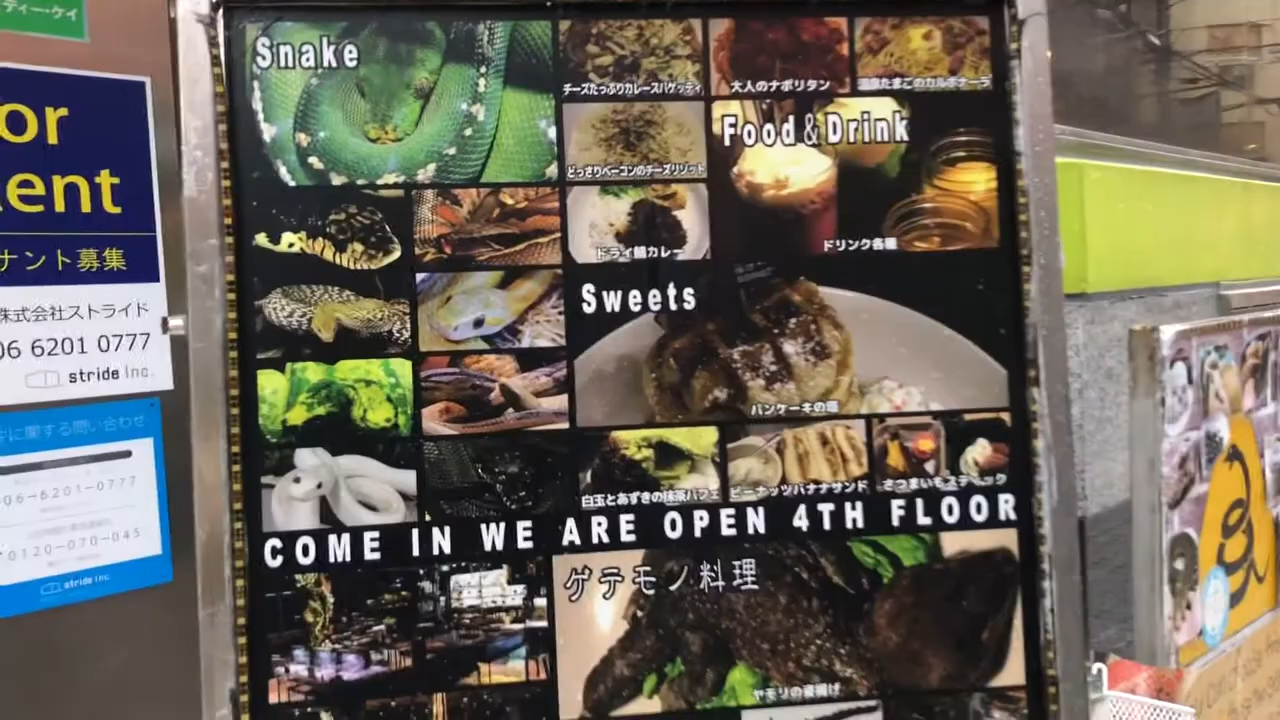 ティー・ケイ
or
ent
ナント募集
株式会社ストライド
06 6201 0777
stride inc.
に関する問い合わせ
06-6201-0777
0120-070-045
stride inc.
Snake
チーズたっぷりカレースパゲッティ
大人のナポリタン
温泉たまごのカルボナーラ
どっさりベーコンのチーズリゾット
Food&Drink
ドライ鯖カレー
ドリンク各種
Sweets
パンケーキの塔
白玉とあずきの抹茶パフェ
ピーナッツバナナサンド
さつまいもスティック
COME IN WE ARE OPEN 4TH FLOOR
ゲテモノ料理
ヤモリの姿揚げ